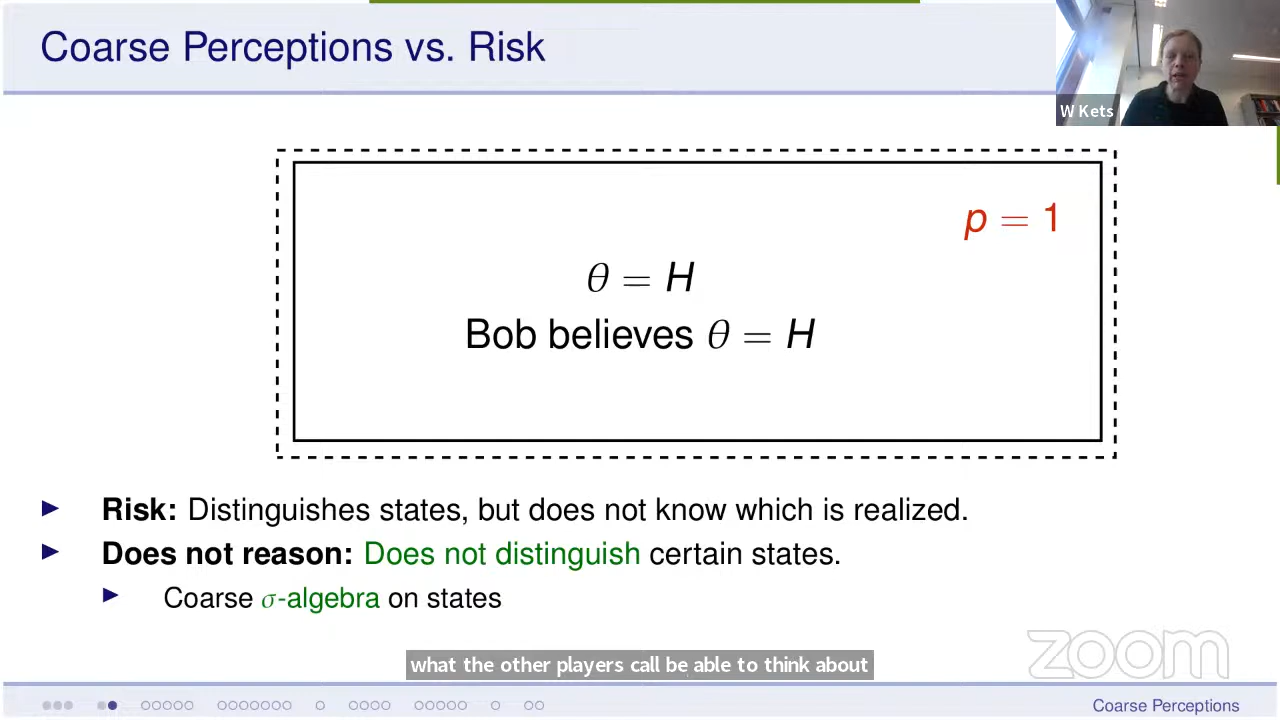 Coarse Perceptions vs. Risk
W Kets
p = 1
θ = H
Bob believes θ = H
Risk: Distinguishes states, but does not know which is realized.
Does not reason: Does not distinguish certain states.
Coarse σ-algebra on states
zoom
what the other players call be able to think about
Coarse Perceptions